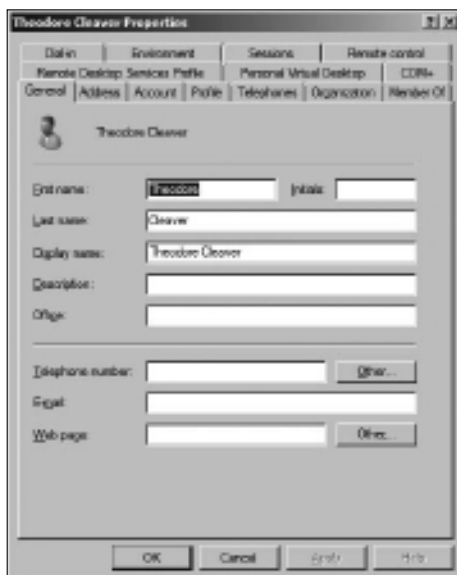 Theodore Cleaver Properties
Dial-in Environment Sessions Remote control
Remote Desktop Services Profile Personal Virtual Desktop COM+
General Address Account Profile Telephones Organization Member Of
Theodore Cleaver
First name: Theodore Initials:
Last name: Cleaver
Display name: Theodore Cleaver
Description:
Office:
Telephone number: Other...
E-mail:
Web page: Other...
OK Cancel Apply Help